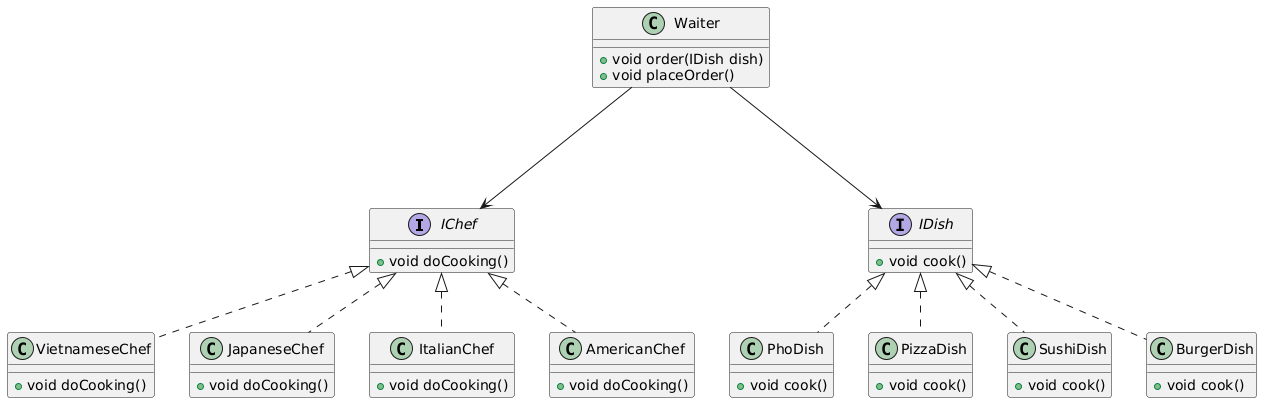 C Waiter
void order(IDish dish)
void placeOrder()
I IChef
void doCooking()
I IDish
void cook()
C VietnameseChef
void doCooking()
C JapaneseChef
void doCooking()
C ItalianChef
void doCooking()
C AmericanChef
void doCooking()
C PhoDish
void cook()
C PizzaDish
void cook()
C SushiDish
void cook()
C BurgerDish
void cook()